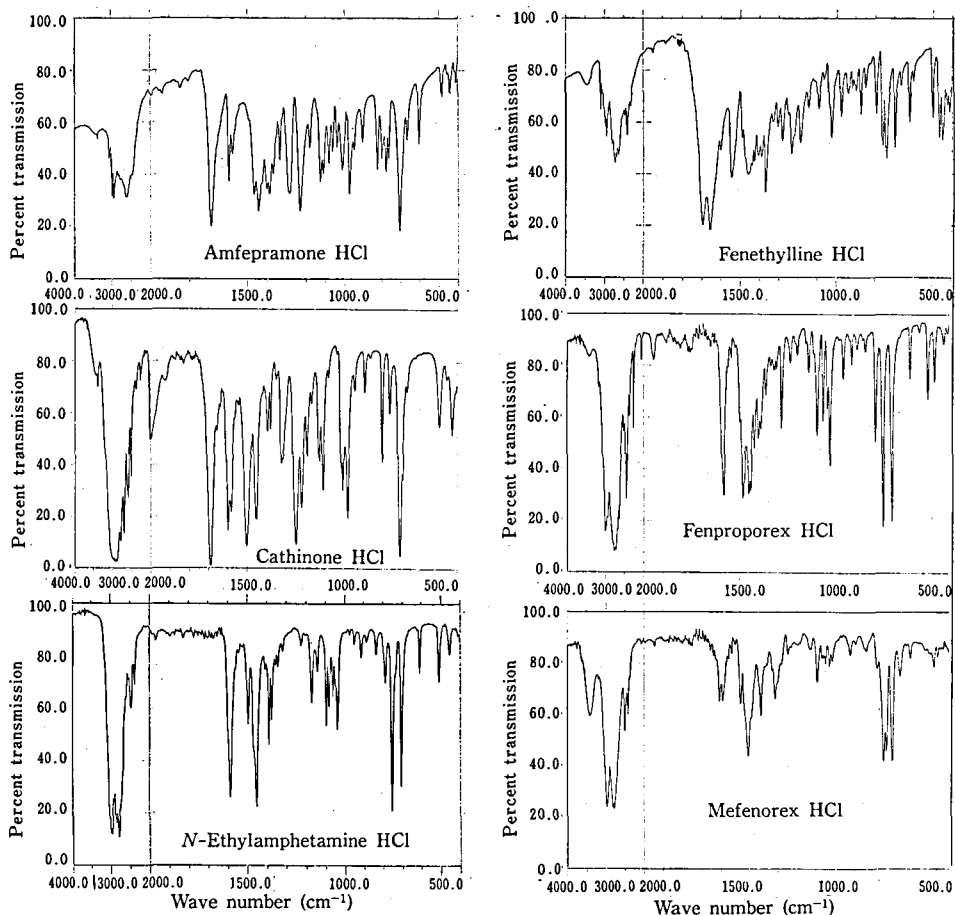 100.0
80.0
60.0
40.0
20.0
0.0
Percent transmission
Amfepramone HCl
4000.0 3000.0 2000.0 1500.0 1000.0 500.0
100.0
80.0
60.0
40.0
20.0
0.0
Percent transmission
Fenethylline HCl
4000.0 3000.0 2000.0 1500.0 1000.0 500.0
100.0
80.0
60.0
40.0
20.0
0.0
Percent transmission
Cathinone HCl
4000.0 3000.0 2000.0 1500.0 1000.0 500.0
100.0
80.0
60.0
40.0
20.0
0.0
Percent transmission
Fenproporex HCl
4000.0 3000.0 2000.0 1500.0 1000.0 500.0
100.0
80.0
60.0
40.0
20.0
0.0
Percent transmission
N-Ethylamphetamine HCl
4000.0 3000.0 2000.0 1500.0 1000.0 500.0
Wave number (cm⁻¹)
100.0
80.0
60.0
40.0
20.0
0.0
Percent transmission
Mefenorex HCl
4000.0 3000.0 2000.0 1500.0 1000.0 500.0
Wave number (cm⁻¹)